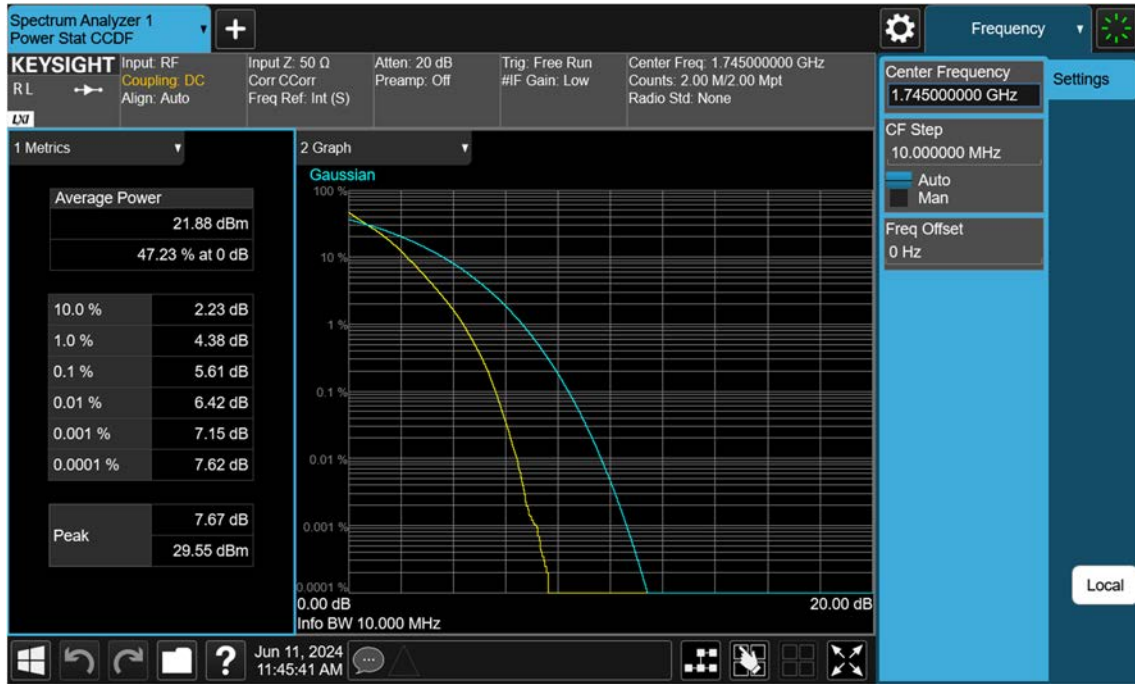 Spectrum Analyzer 1
Power Stat CCDF
Frequency
KEYSIGHT
R L
LXI
Input: RF
Coupling: DC
Align: Auto
Input Z: 50 Ω
Corr CCorr
Freq Ref: Int (S)
Atten: 20 dB
Preamp: Off
Trig: Free Run
#IF Gain: Low
Center Freq: 1.745000000 GHz
Counts: 2.00 M/2.00 Mpt
Radio Std: None
Center Frequency
1.745000000 GHz
Settings
CF Step
10.000000 MHz
Auto
Man
Freq Offset
0 Hz
1 Metrics
Average Power
21.88 dBm
47.23 % at 0 dB
10.0 % 2.23 dB
1.0 % 4.38 dB
0.1 % 5.61 dB
0.01 % 6.42 dB
0.001 % 7.15 dB
0.0001 % 7.62 dB
Peak
7.67 dB
29.55 dBm
2 Graph
Gaussian
100 %
10 %
1 %
0.1 %
0.01 %
0.001 %
0.0001 %
0.00 dB 20.00 dB
Info BW 10.000 MHz
Local
?
Jun 11, 2024
11:45:41 AM